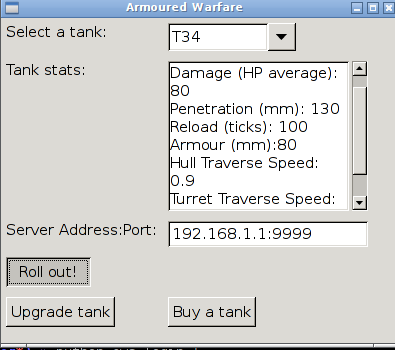 Armoured Warfare
Select a tank:
T34
Tank stats:
Damage (HP average):
80
Penetration (mm): 130
Reload (ticks): 100
Armour (mm):80
Hull Traverse Speed:
0.9
Turret Traverse Speed:
Server Address:Port:
192.168.1.1:9999
Roll out!
Upgrade tank
Buy a tank